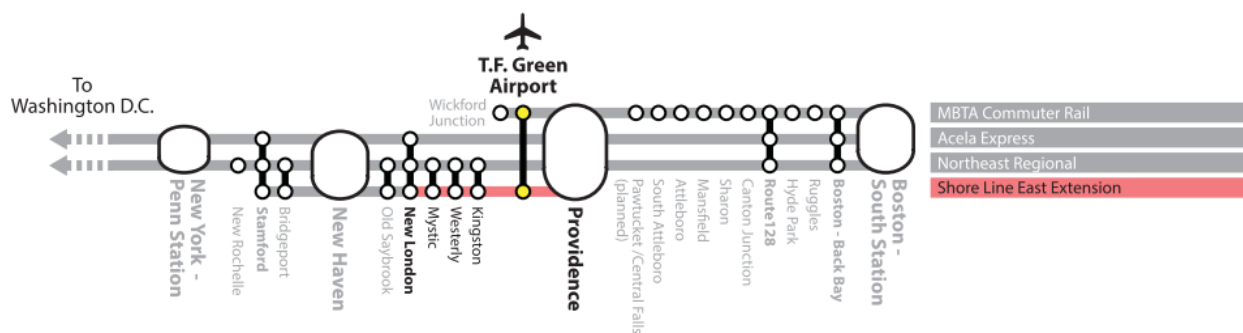 To
Washington D.C.
T.F. Green
Airport
Wickford
Junction
New York -
Penn Station
New Rochelle
Stamford
Bridgeport
New Haven
Old Saybrook
New London
Mystic
Westerly
Kingston
Providence
Pawtucket /Central Falls
(planned)
South Attleboro
Attleboro
Mansfield
Sharon
Canton Junction
Route128
Hyde Park
Ruggles
Boston - Back Bay
Boston -
South Station
MBTA Commuter Rail
Acela Express
Northeast Regional
Shore Line East Extension